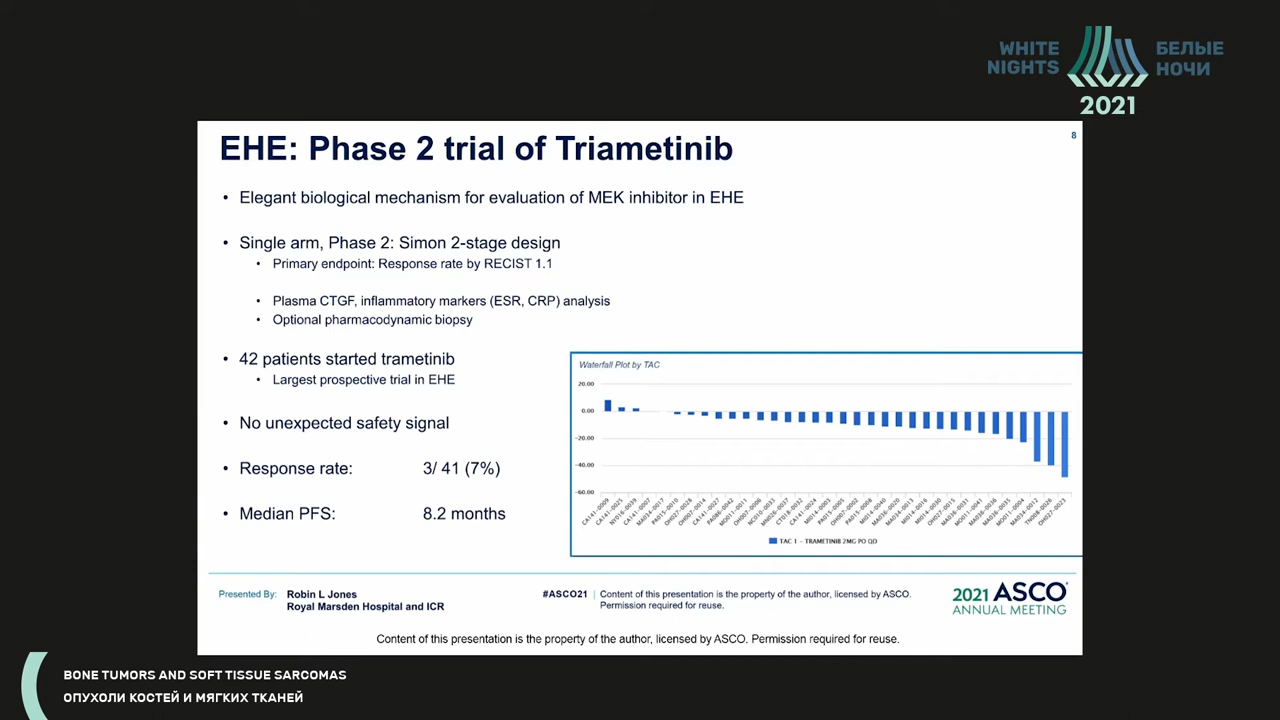 WHITE
NIGHTS
БЕЛЫЕ
НОЧИ
2021
8
EHE: Phase 2 trial of Triametinib
• Elegant biological mechanism for evaluation of MEK inhibitor in EHE
• Single arm, Phase 2: Simon 2-stage design
• Primary endpoint: Response rate by RECIST 1.1
• Plasma CTGF, inflammatory markers (ESR, CRP) analysis
• Optional pharmacodynamic biopsy
• 42 patients started trametinib
• Largest prospective trial in EHE
• No unexpected safety signal
• Response rate: 3/ 41 (7%)
• Median PFS: 8.2 months
Waterfall Plot by TAC
20.00
0.00
-20.00
-40.00
-60.00
TAC 1 - TRAMETINIB 2MG PO QD
Presented By: Robin L Jones
Royal Marsden Hospital and ICR
#ASCO21 | Content of this presentation is the property of the author, licensed by ASCO.
Permission required for reuse.
2021 ASCO
ANNUAL MEETING
Content of this presentation is the property of the author, licensed by ASCO. Permission required for reuse.
BONE TUMORS AND SOFT TISSUE SARCOMAS
ОПУХОЛИ КОСТЕЙ И МЯГКИХ ТКАНЕЙ